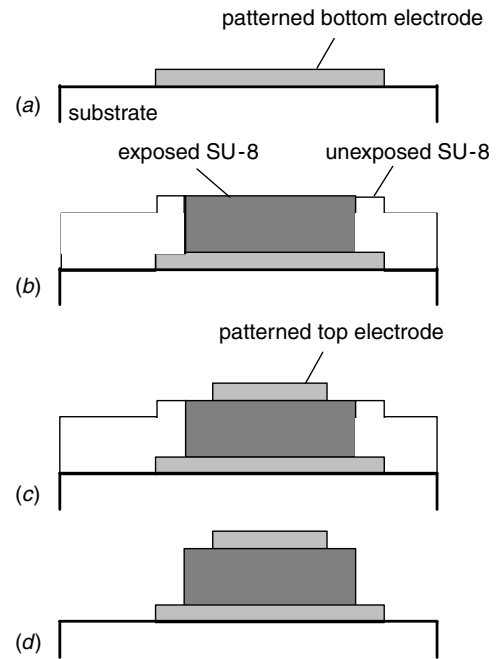 patterned bottom electrode
(a)
substrate
exposed SU-8
unexposed SU-8
(b)
patterned top electrode
(c)
(d)